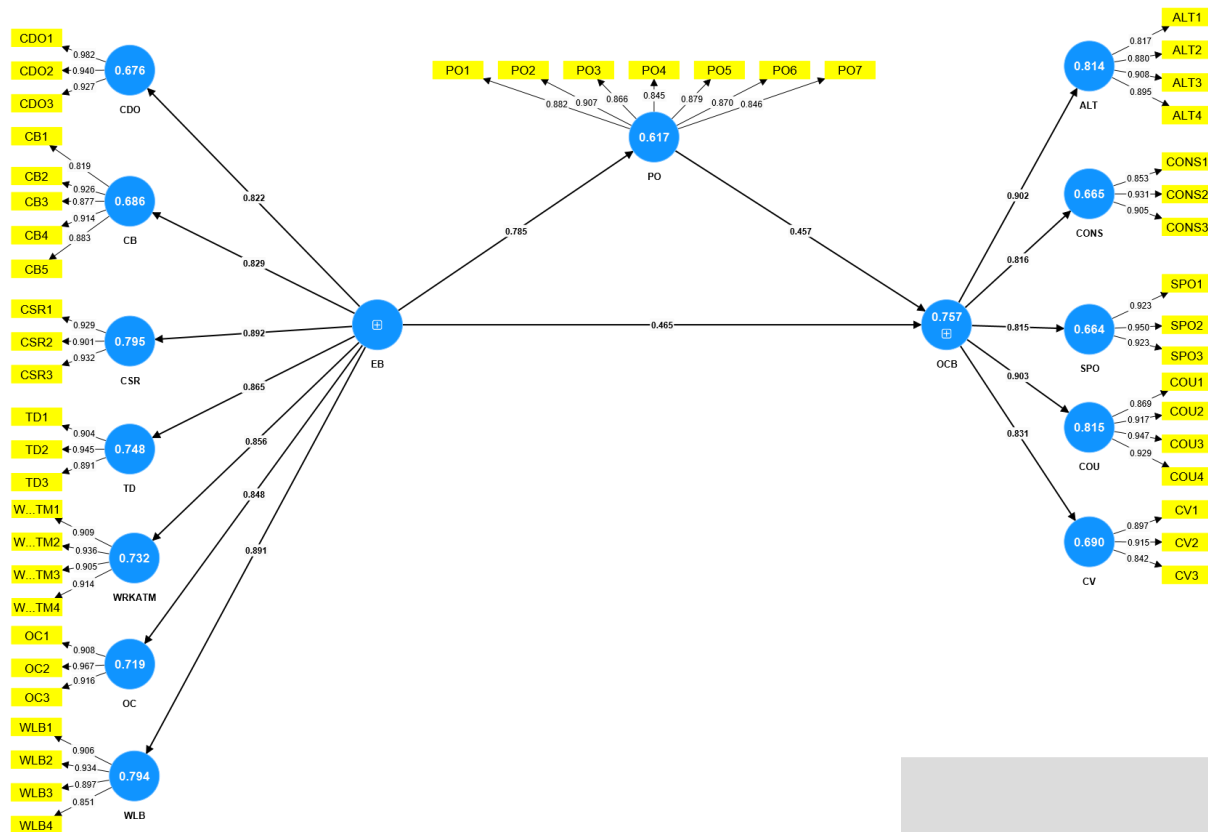 CDO1
CDO2
CDO3
0.982
0.940
0.927
0.676
CDO
CB1
CB2
CB3
CB4
CB5
0.819
0.926
0.877
0.914
0.883
0.686
CB
CSR1
CSR2
CSR3
0.929
0.901
0.932
0.795
CSR
TD1
TD2
TD3
0.904
0.945
0.891
0.748
TD
W...TM1
W...TM2
W...TM3
W...TM4
0.909
0.936
0.905
0.914
0.732
WRKATM
OC1
OC2
OC3
0.908
0.967
0.916
0.719
OC
WLB1
WLB2
WLB3
WLB4
0.906
0.934
0.897
0.851
0.794
WLB
0.822
0.829
0.892
0.865
0.856
0.848
0.891
EB
0.785
0.465
PO1 PO2 PO3 PO4 PO5 PO6 PO7
0.882 0.907 0.866 0.845 0.879 0.870 0.846
0.617
PO
0.457
0.757
OCB
0.902
0.816
0.815
0.903
0.831
0.814
ALT
0.817
0.880
0.908
0.895
ALT1
ALT2
ALT3
ALT4
0.665
CONS
0.853
0.931
0.905
CONS1
CONS2
CONS3
0.664
SPO
0.923
0.950
0.923
SPO1
SPO2
SPO3
0.815
COU
0.869
0.917
0.947
0.929
COU1
COU2
COU3
COU4
0.690
CV
0.897
0.915
0.842
CV1
CV2
CV3